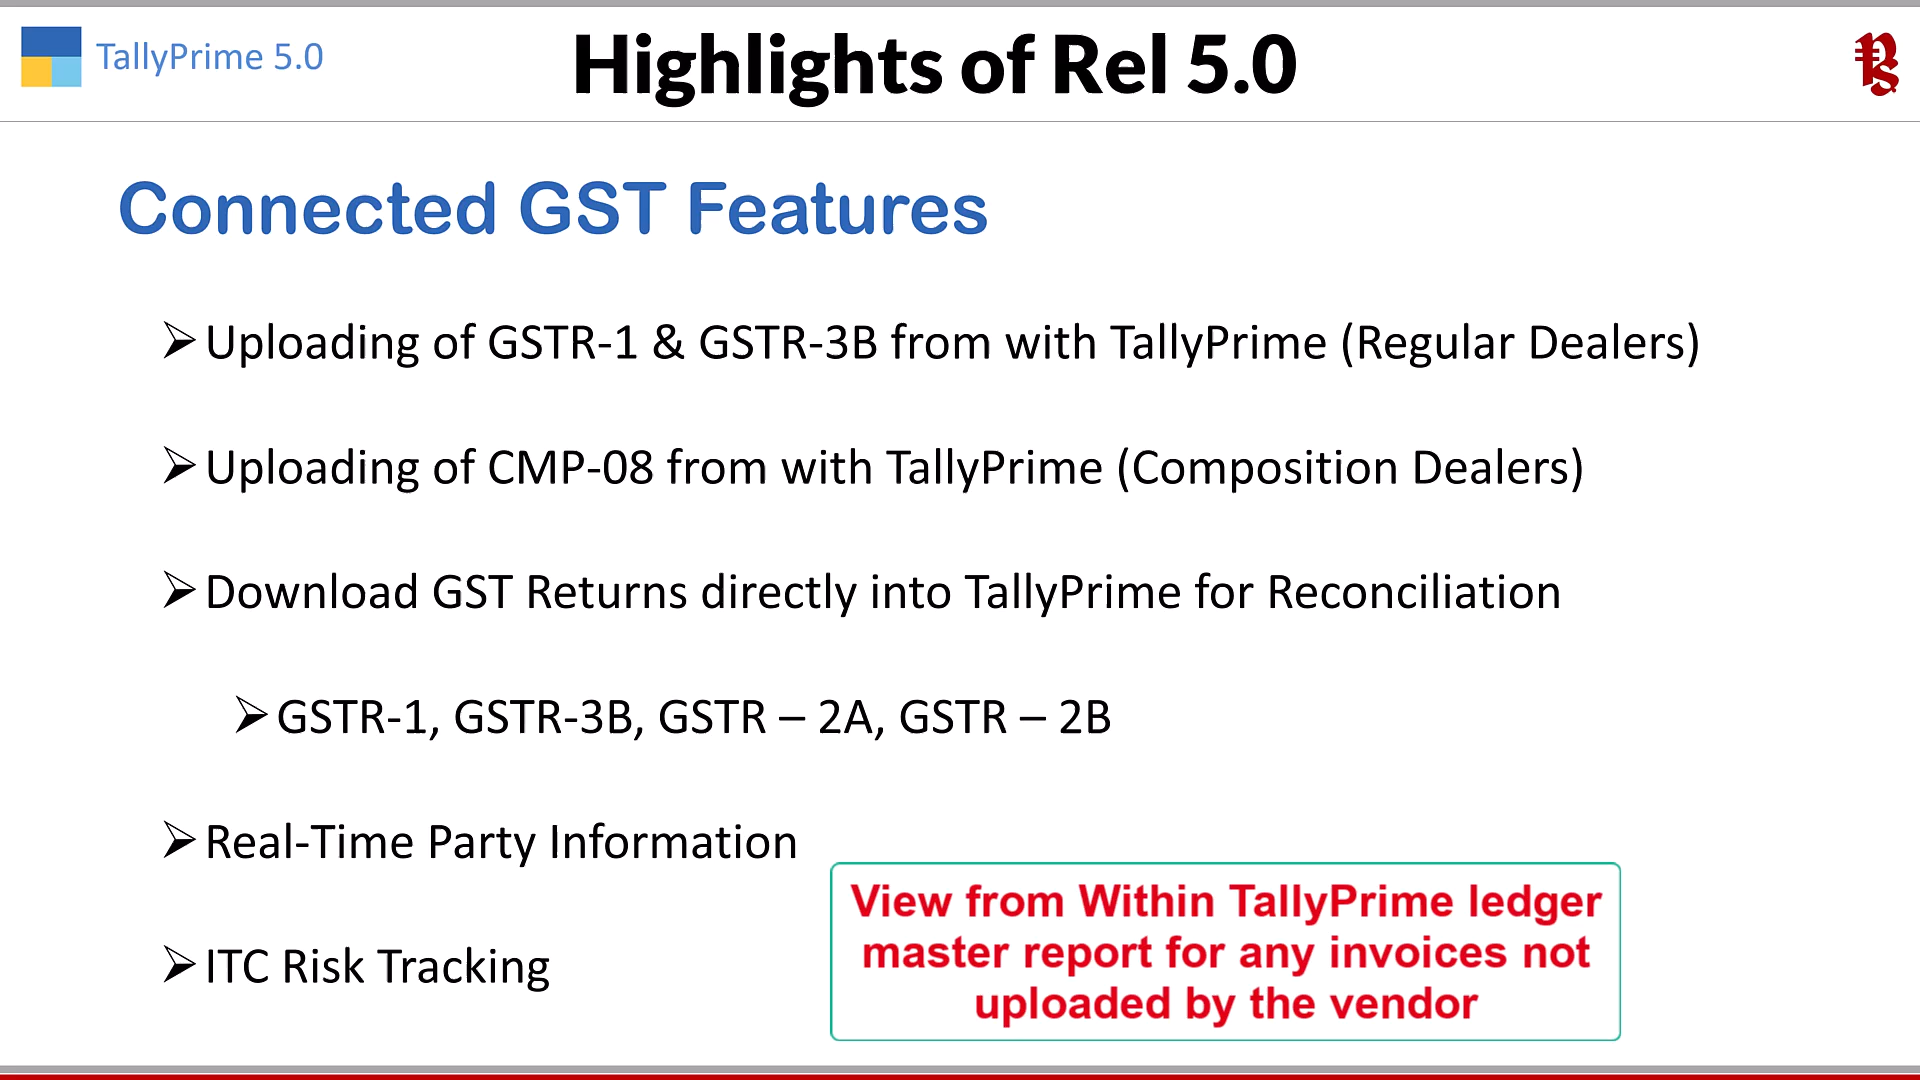 TallyPrime 5.0
Highlights of Rel 5.0
Connected GST Features
Uploading of GSTR-1 & GSTR-3B from with TallyPrime (Regular Dealers)
Uploading of CMP-08 from with TallyPrime (Composition Dealers)
Download GST Returns directly into TallyPrime for Reconciliation
GSTR-1, GSTR-3B, GSTR – 2A, GSTR – 2B
Real-Time Party Information
ITC Risk Tracking
View from Within TallyPrime ledger
master report for any invoices not
uploaded by the vendor